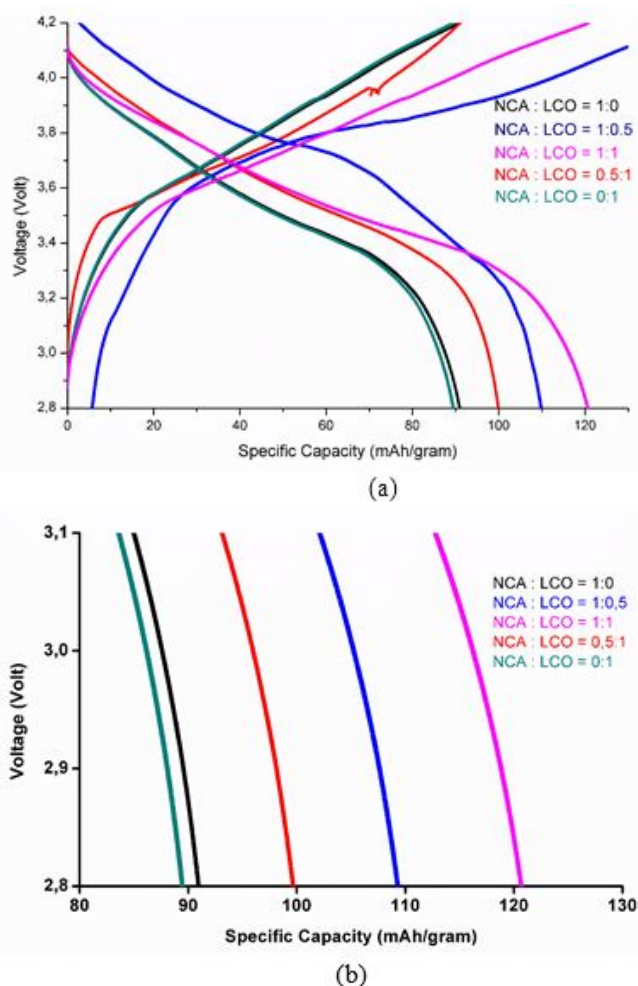 4,2
4,0
3,8
3,6
3,4
3,2
3,0
2,8
Voltage (Volt)
NCA : LCO = 1:0
NCA : LCO = 1:0.5
NCA : LCO = 1:1
NCA : LCO = 0.5:1
NCA : LCO = 0:1
0 20 40 60 80 100 120
Specific Capacity (mAh/gram)
(a)
3,1
3,0
2,9
2,8
Voltage (Volt)
NCA : LCO = 1:0
NCA : LCO = 1:0,5
NCA : LCO = 1:1
NCA : LCO = 0,5:1
NCA : LCO = 0:1
80 90 100 110 120 130
Specific Capacity (mAh/gram)
(b)